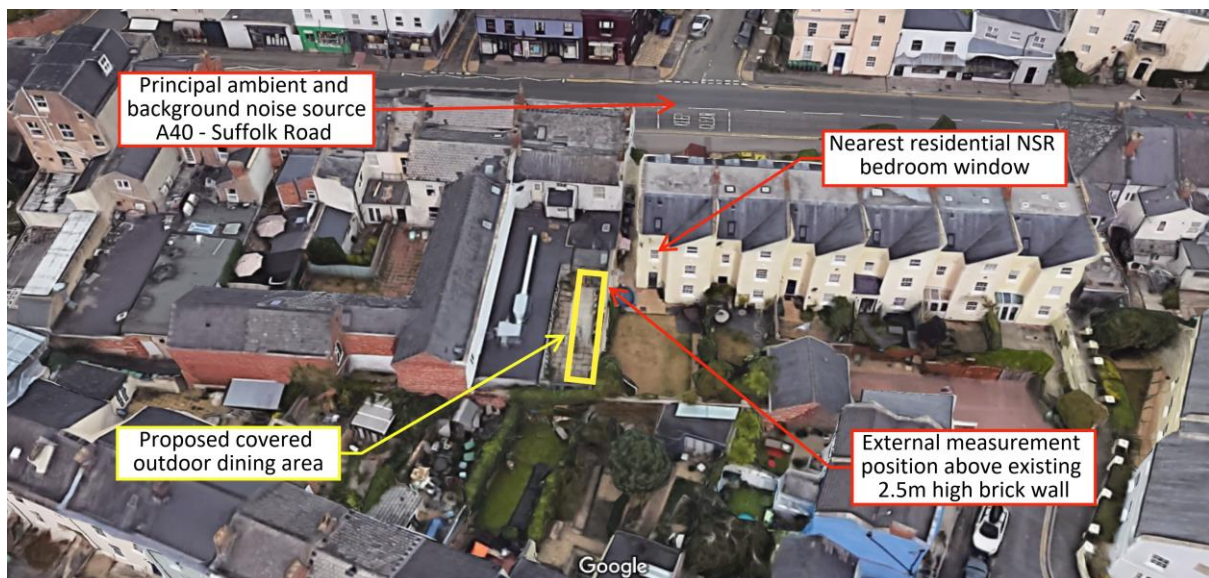 Principal ambient and
background noise source
A40 - Suffolk Road
Nearest residential NSR
bedroom window
Proposed covered
outdoor dining area
External measurement
position above existing
2.5m high brick wall
Google